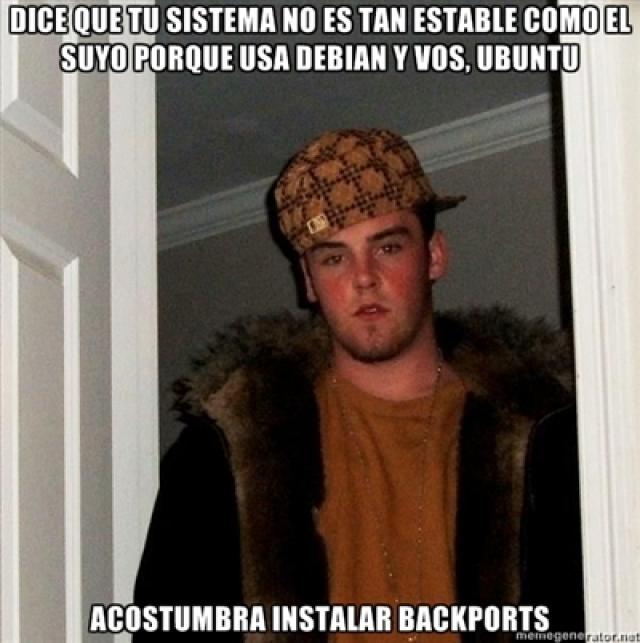 DICE QUE TU SISTEMA NO ES TAN ESTABLE COMO EL
SUYO PORQUE USA DEBIAN Y VOS, UBUNTU
ACOSTUMBRA INSTALAR BACKPORTS
memegenerator.net